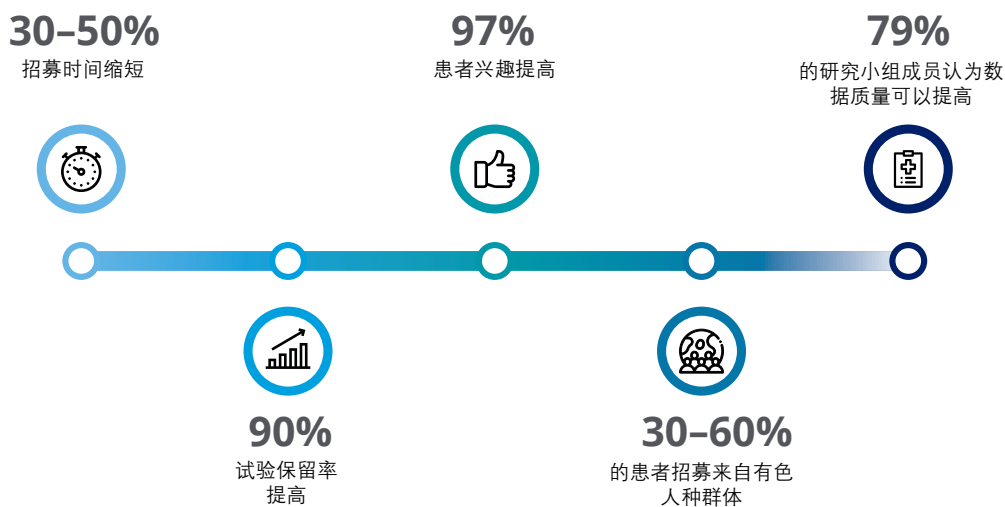 30–50%
招募时间缩短
97%
患者兴趣提高
79%
的研究小组成员认为数
据质量可以提高
90%
试验保留率
提高
30–60%
的患者招募来自有色
人种群体